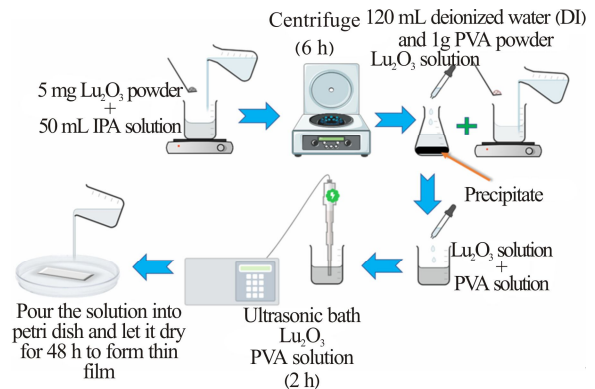 Centrifuge
(6 h)
120 mL deionized water (DI)
and 1g PVA powder
Lu₂O₃ solution
5 mg Lu₂O₃ powder
+
50 mL IPA solution
+
Precipitate
Lu₂O₃ solution
+
PVA solution
Ultrasonic bath
Lu₂O₃
PVA solution
(2 h)
Pour the solution into
petri dish and let it dry
for 48 h to form thin
film